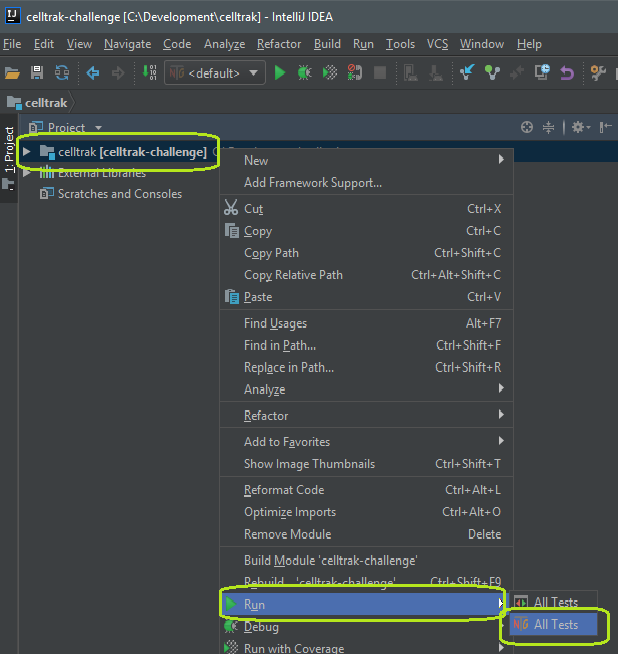 celltrak-challenge [C:\Development\celltrak] - IntelliJ IDEA
File Edit View Navigate Code Analyze Refactor Build Run Tools VCS Window Help
<default>
celltrak
1: Project
Project
celltrak [celltrak-challenge]
External Libraries
Scratches and Consoles
New
Add Framework Support...
Cut Ctrl+X
Copy Ctrl+C
Copy Path Ctrl+Shift+C
Copy Relative Path Ctrl+Alt+Shift+C
Paste Ctrl+V
Find Usages Alt+F7
Find in Path... Ctrl+Shift+F
Replace in Path... Ctrl+Shift+R
Analyze
Refactor
Add to Favorites
Show Image Thumbnails Ctrl+Shift+T
Reformat Code Ctrl+Alt+L
Optimize Imports Ctrl+Alt+O
Remove Module Delete
Build Module 'celltrak-challenge'
Rebuild... 'celltrak-challenge' Ctrl+Shift+F9
Run
All Tests
All Tests
Debug
Run with Coverage